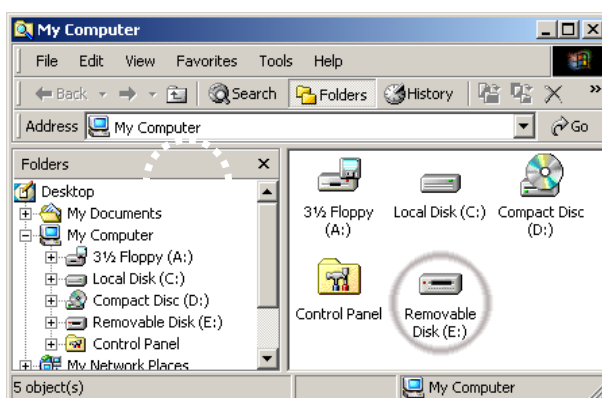 My Computer
File Edit View Favorites Tools Help
Back Search Folders History »
Address My Computer Go
Folders
Desktop
My Documents
My Computer
3½ Floppy (A:)
Local Disk (C:)
Compact Disc (D:)
Removable Disk (E:)
Control Panel
My Network Places
3½ Floppy
(A:)
Local Disk (C:)
Compact Disc
(D:)
Control Panel
Removable
Disk (E:)
5 object(s) My Computer